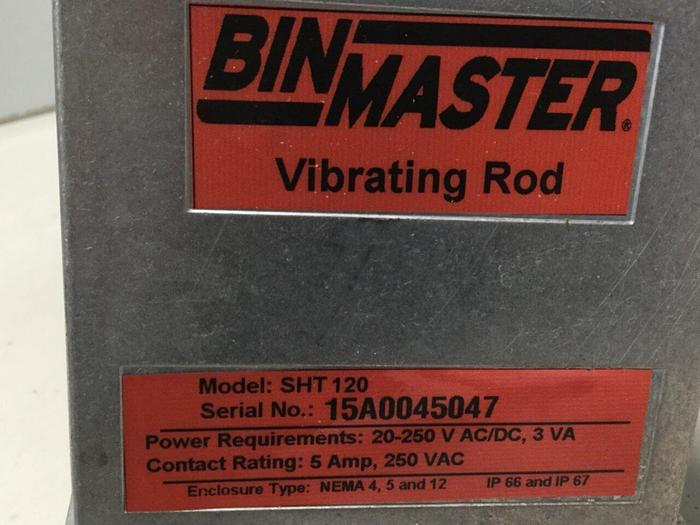 BINMASTER®
Vibrating Rod
Model: SHT 120
Serial No.: 15A0045047
Power Requirements: 20-250 V AC/DC, 3 VA
Contact Rating: 5 Amp, 250 VAC
Enclosure Type: NEMA 4, 5 and 12 IP 66 and IP 67